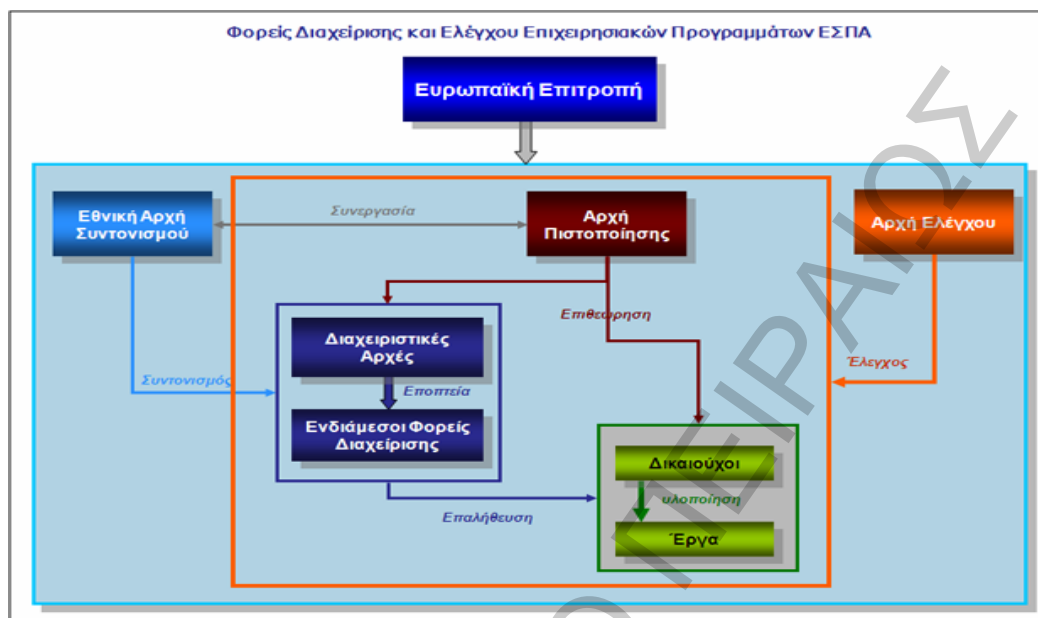 Φορείς Διαχείρισης και Ελέγχου Επιχειρησιακών Προγραμμάτων ΕΣΠΑ
Ευρωπαϊκή Επιτροπή
Εθνική Αρχή
Συντονισμού
Συνεργασία
Αρχή
Πιστοποίησης
Αρχή Ελέγχου
Επιθεώρηση
Διαχειριστικές
Αρχές
Έλεγχος
Συντονισμός
Εποπτεία
Ενδιάμεσοι Φορείς
Διαχείρισης
Δικαιούχοι
υλοποίηση
Επαλήθευση
Έργα
ΠΕΙΡΑΙΩΣ